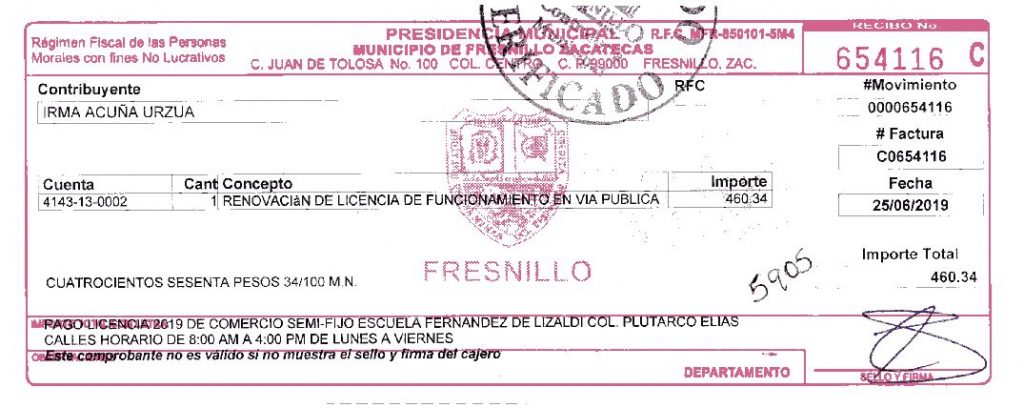 Régimen Fiscal de las Personas
Morales con fines No Lucrativos
PRESIDENCIA MUNICIPAL R.F.C. MFR-850101-5M4
MUNICIPIO DE FRESNILLO ZACATECAS
C. JUAN DE TOLOSA No. 100 COL. CENTRO C. P. 99000 FRESNILLO, ZAC.
RECIBO No
654116 C
Contribuyente
IRMA ACUÑA URZUA
RFC
#Movimiento
0000654116
# Factura
C0654116
Fecha
25/06/2019
Cuenta Cant Concepto Importe
4143-13-0002 1 RENOVACIàN DE LICENCIA DE FUNCIONAMIENTO EN VIA PUBLICA 460.34
FRESNILLO
5905
Importe Total
460.34
CUATROCIENTOS SESENTA PESOS 34/100 M.N.
PAGO LICENCIA 2019 DE COMERCIO SEMI-FIJO ESCUELA FERNANDEZ DE LIZALDI COL. PLUTARCO ELIAS
CALLES HORARIO DE 8:00 AM A 4:00 PM DE LUNES A VIERNES
Este comprobante no es válido si no muestra el sello y firma del cajero
DEPARTAMENTO
SELLO Y FIRMA